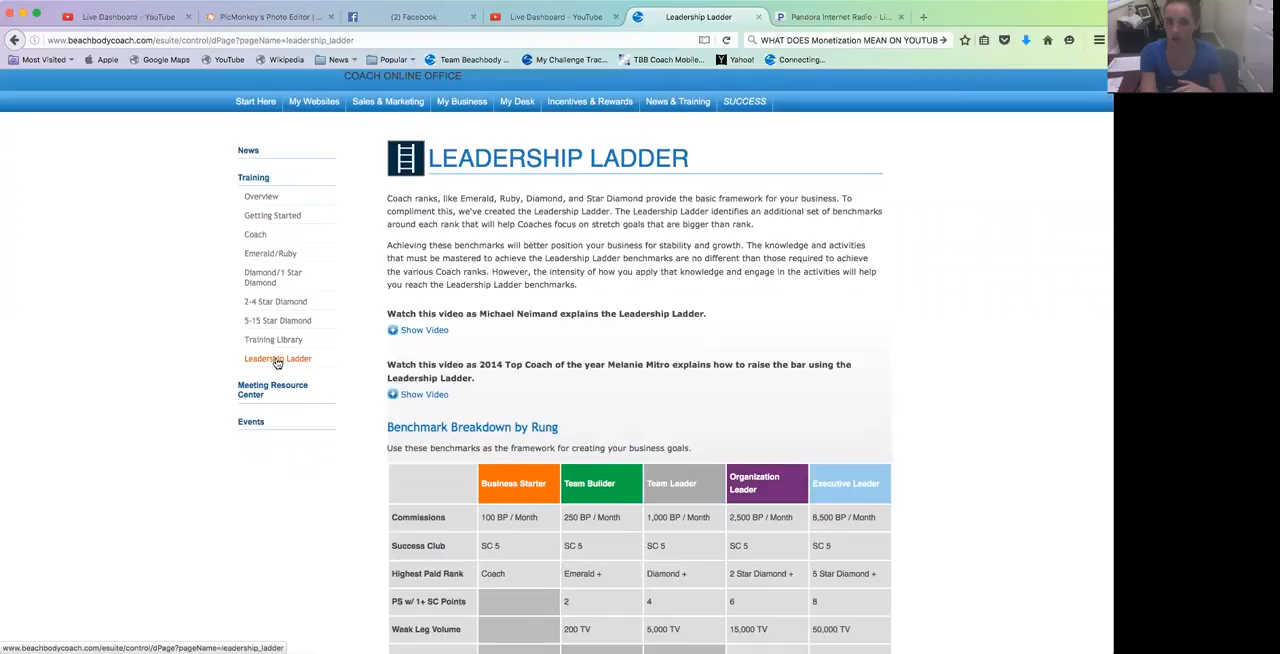 Live Dashboard - YouTube
PicMonkey's Photo Editor | ...
(2) Facebook
Live Dashboard - YouTube
Leadership Ladder
Pandora Internet Radio - Li...
www.beachbodycoach.com/esuite/control/dPage?pageName=leadership_ladder
WHAT DOES Monetization MEAN ON YOUTUB
Most Visited
Apple
Google Maps
YouTube
Wikipedia
News
Popular
Team Beachbody ...
My Challenge Trac...
TBB Coach Mobile...
Yahoo!
Connecting...
COACH ONLINE OFFICE
Start Here
My Websites
Sales & Marketing
My Business
My Desk
Incentives & Rewards
News & Training
SUCCESS
News
Training
Overview
Getting Started
Coach
Emerald/Ruby
Diamond/1 Star
Diamond
2-4 Star Diamond
5-15 Star Diamond
Training Library
Leadership Ladder
Meeting Resource
Center
Events
LEADERSHIP LADDER
Coach ranks, like Emerald, Ruby, Diamond, and Star Diamond provide the basic framework for your business. To
compliment this, we've created the Leadership Ladder. The Leadership Ladder identifies an additional set of benchmarks
around each rank that will help Coaches focus on stretch goals that are bigger than rank.
Achieving these benchmarks will better position your business for stability and growth. The knowledge and activities
that must be mastered to achieve the Leadership Ladder benchmarks are no different than those required to achieve
the various Coach ranks. However, the intensity of how you apply that knowledge and engage in the activities will help
you reach the Leadership Ladder benchmarks.
Watch this video as Michael Neimand explains the Leadership Ladder.
Show Video
Watch this video as 2014 Top Coach of the year Melanie Mitro explains how to raise the bar using the
Leadership Ladder.
Show Video
Benchmark Breakdown by Rung
Use these benchmarks as the framework for creating your business goals.
Business Starter
Team Builder
Team Leader
Organization
Leader
Executive Leader
Commissions 100 BP / Month 250 BP / Month 1,000 BP / Month 2,500 BP / Month 8,500 BP / Month
Success Club SC 5 SC 5 SC 5 SC 5 SC 5
Highest Paid Rank Coach Emerald + Diamond + 2 Star Diamond + 5 Star Diamond +
PS w/ 1+ SC Points 2 4 6 8
Weak Leg Volume 200 TV 5,000 TV 15,000 TV 50,000 TV
www.beachbodycoach.com/esuite/control/dPage?pageName=leadership_ladder